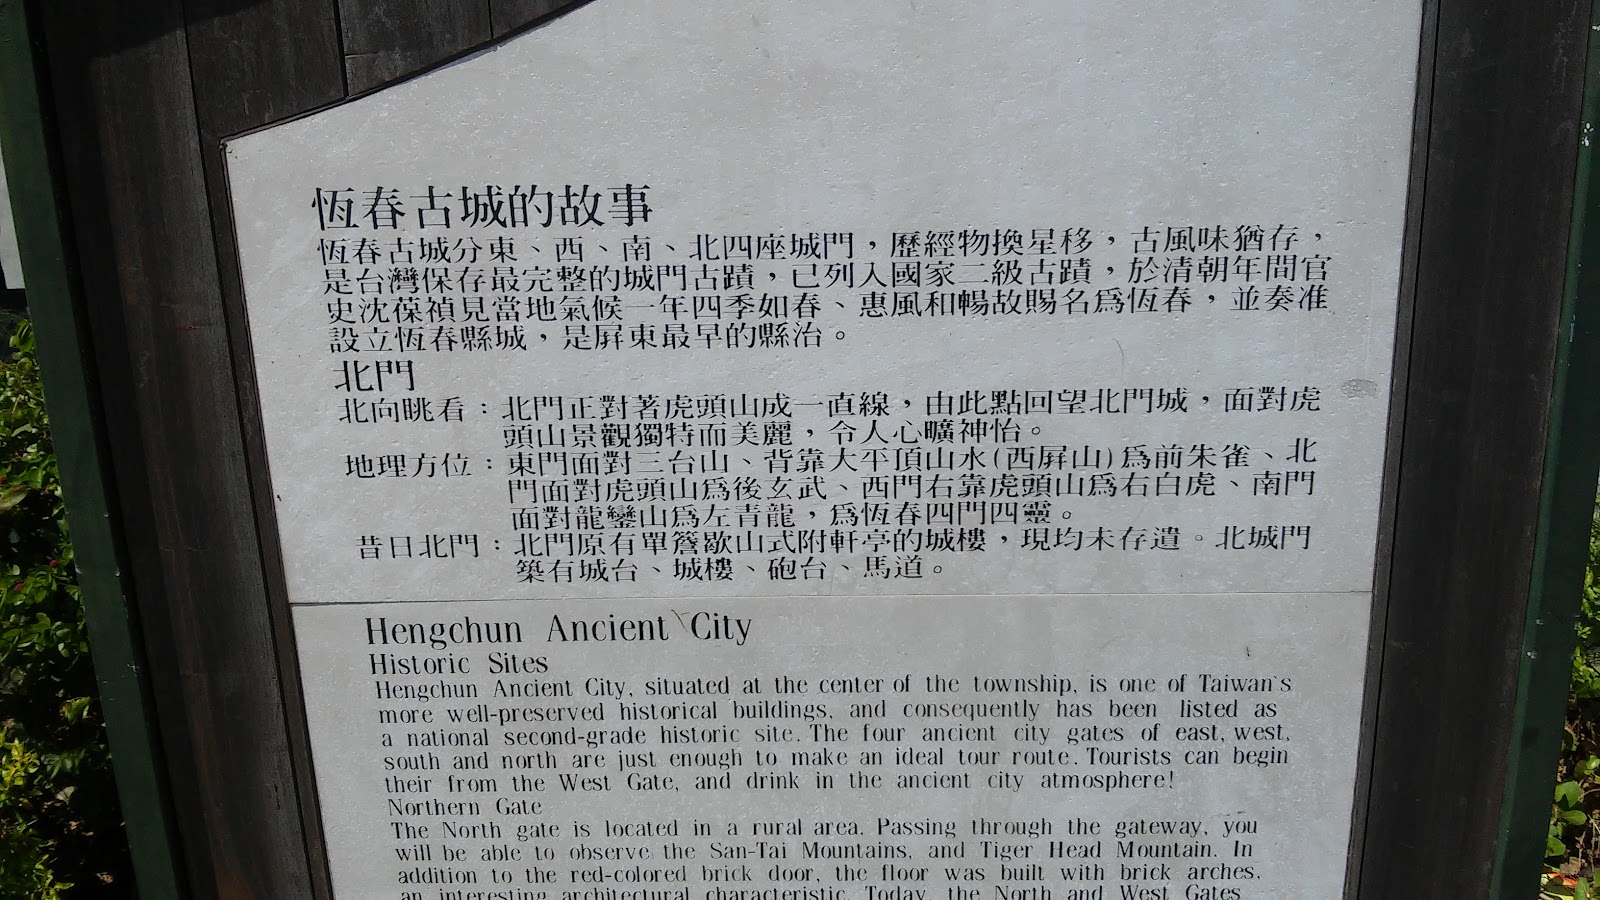 恆春古城的故事
恆春古城分東、西、南、北四座城門，歷經物換星移，古風味猶存，
是台灣保存最完整的城門古蹟，已列入國家二級古蹟，於清朝年間官
史沈葆禎見當地氣候一年四季如春、惠風和暢故賜名爲恆春，並奏准
設立恆春縣城，是屏東最早的縣治。
北門
北向眺看：北門正對著虎頭山成一直線，由此點回望北門城，面對虎
頭山景觀獨特而美麗，令人心曠神怡。
地理方位：東門面對三台山、背靠大平頂山水(西屏山)爲前朱雀、北
門面對虎頭山爲後玄武、西門右靠虎頭山爲右白虎、南門
面對龍鑾山爲左青龍，爲恆春四門四靈。
昔日北門：北門原有單簷歇山式附軒亭的城樓，現均未存遺。北城門
築有城台、城樓、砲台、馬道。
Hengchun Ancient City
Historic Sites
Hengchun Ancient City, situated at the center of the township, is one of Taiwan's
more well-preserved historical buildings, and consequently has been listed as
a national second-grade historic site. The four ancient city gates of east, west,
south and north are just enough to make an ideal tour route. Tourists can begin
their from the West Gate, and drink in the ancient city atmosphere!
Northern Gate
The North gate is located in a rural area. Passing through the gateway, you
will be able to observe the San-Tai Mountains, and Tiger Head Mountain. In
addition to the red-colored brick door, the floor was built with brick arches,
an interesting architectural characteristic. Today, the North and West Gates